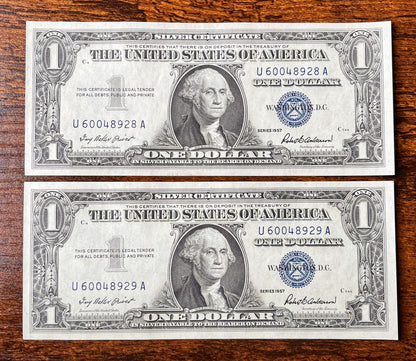 SILVER CERTIFICATE
THIS CERTIFIES THAT THERE IS ON DEPOSIT IN THE TREASURY OF
THE UNITED STATES OF AMERICA
1 1
U 60048928 A
ONE DOLLAR
THIS CERTIFICATE IS LEGAL TENDER
FOR ALL DEBTS, PUBLIC AND PRIVATE
WASHINGTON, D.C.
U 60048928 A
SERIES 1957
ONE DOLLAR
IN SILVER PAYABLE TO THE BEARER ON DEMAND
SILVER CERTIFICATE
THIS CERTIFIES THAT THERE IS ON DEPOSIT IN THE TREASURY OF
THE UNITED STATES OF AMERICA
1 1
U 60048929 A
ONE DOLLAR
THIS CERTIFICATE IS LEGAL TENDER
FOR ALL DEBTS, PUBLIC AND PRIVATE
WASHINGTON, D.C.
U 60048929 A
SERIES 1957
ONE DOLLAR
IN SILVER PAYABLE TO THE BEARER ON DEMAND